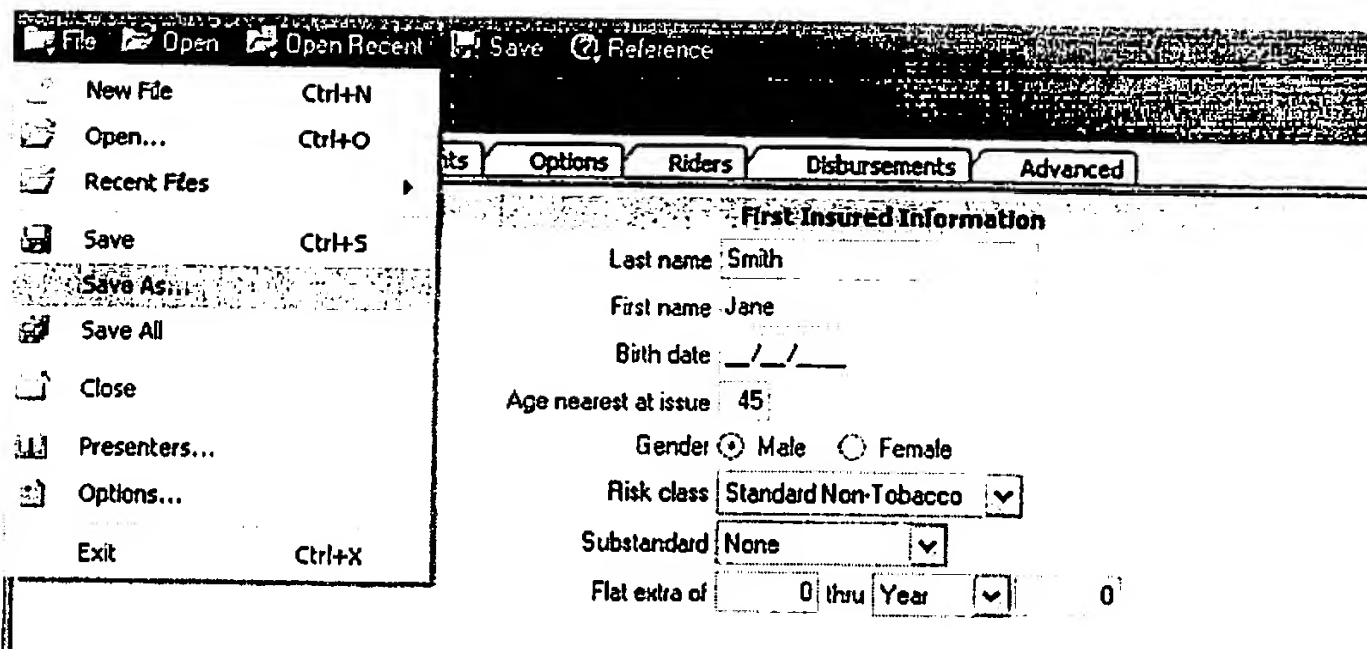 File Open Open Recent Save Reference
New File Ctrl+N
Open... Ctrl+O
Recent Files
Save Ctrl+S
Save As...
Save All
Close
Presenters...
Options...
Exit Ctrl+X
nts Options Riders Disbursements Advanced
First Insured Information
Last name Smith
First name Jane
Birth date __/__/____
Age nearest at issue 45
Gender Male Female
Risk class Standard Non-Tobacco
Substandard None
Flat extra of 0 thru Year 0